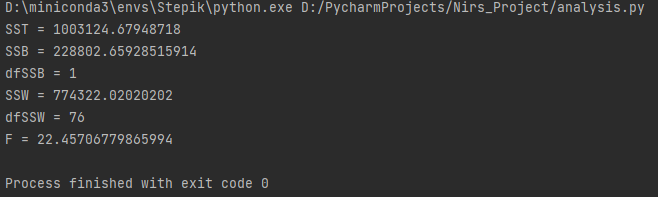 D:\miniconda3\envs\Stepik\python.exe D:/PycharmProjects/Nirs_Project/analysis.py
SST = 1003124.67948718
SSB = 228802.65928515914
dfSSB = 1
SSW = 774322.02020202
dfSSW = 76
F = 22.45706779865994
Process finished with exit code 0